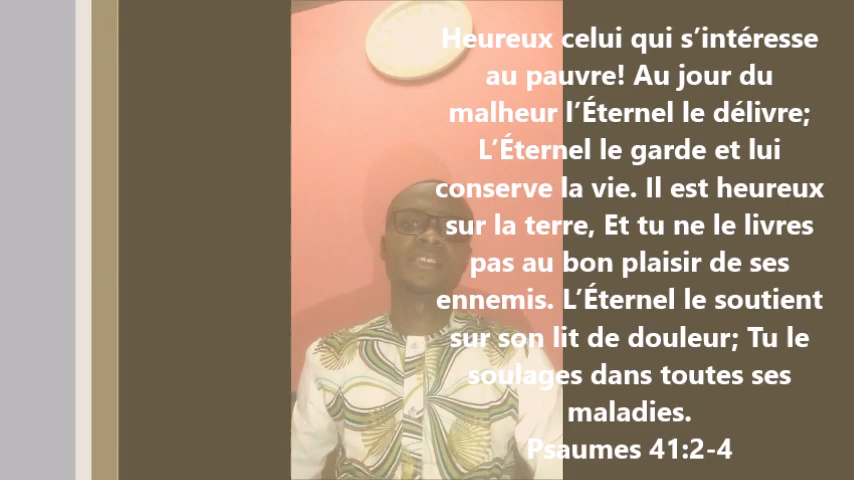 Heureux celui qui s’intéresse
au pauvre! Au jour du
malheur l’Éternel le délivre;
L’Éternel le garde et lui
conserve la vie. Il est heureux
sur la terre, Et tu ne le livres
pas au bon plaisir de ses
ennemis. L’Éternel le soutient
sur son lit de douleur; Tu le
soulages dans toutes ses
maladies.
Psaumes 41:2-4